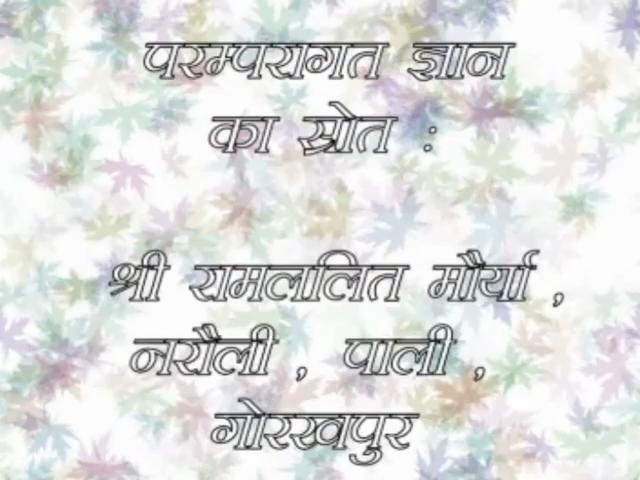 परम्परागत ज्ञान
का स्रोत :
श्री रामललित मौर्या ,
नरौली , पाली ,
गोरखपुर